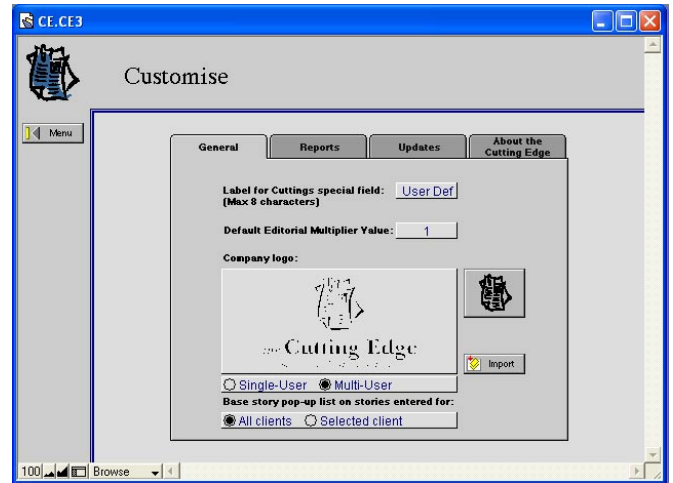 CE.CE3
Customise
Menu
General Reports Updates About the Cutting Edge
Label for Cuttings special field: User Def
(Max 8 characters)
Default Editorial Multiplier Value: 1
Company logo:
the Cutting Edge
Import
Single-User Multi-User
Base story pop-up list on stories entered for:
All clients Selected client
100 Browse